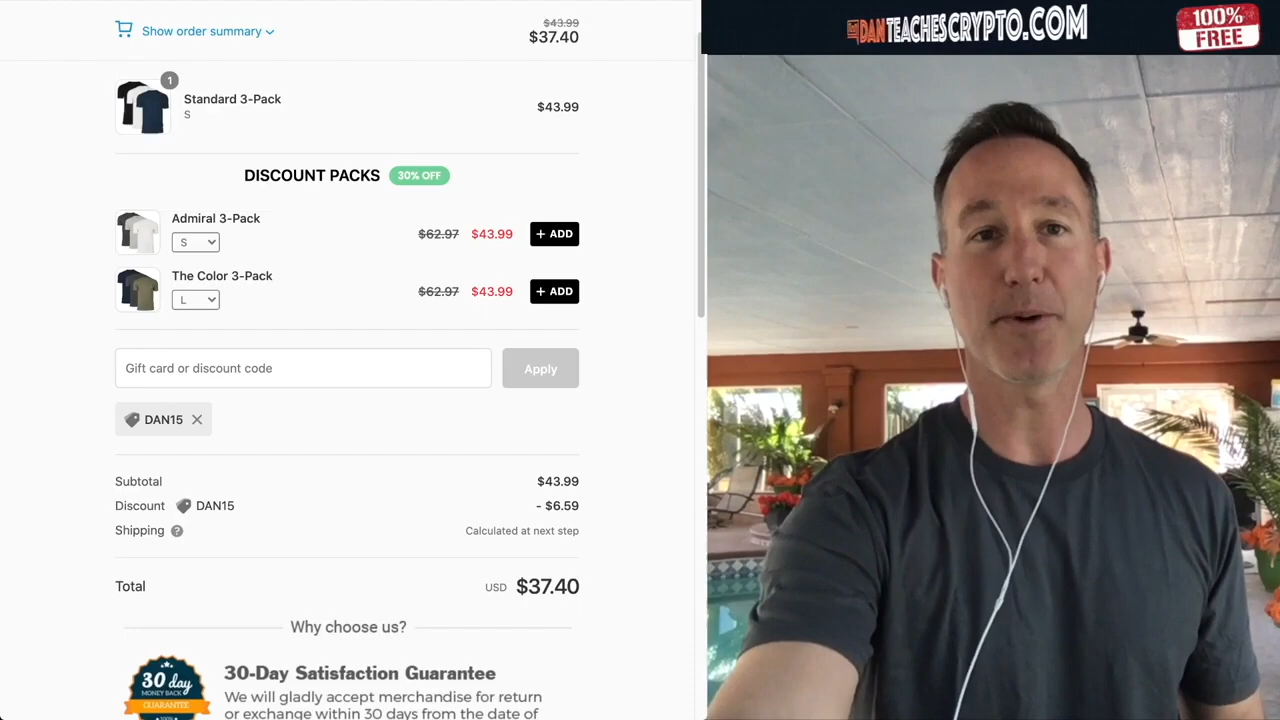 Show order summary
$43.99
$37.40
1
Standard 3-Pack
S
$43.99
DISCOUNT PACKS 30% OFF
Admiral 3-Pack
S
$62.97 $43.99 + ADD
The Color 3-Pack
L
$62.97 $43.99 + ADD
Gift card or discount code
Apply
DAN15
Subtotal $43.99
Discount DAN15 - $6.59
Shipping ? Calculated at next step
Total USD $37.40
Why choose us?
30 day
MONEY BACK
GUARANTEE
100%
30-Day Satisfaction Guarantee
We will gladly accept merchandise for return
or exchange within 30 days from the date of
DANTEACHESCRYPTO.COM
100%
FREE